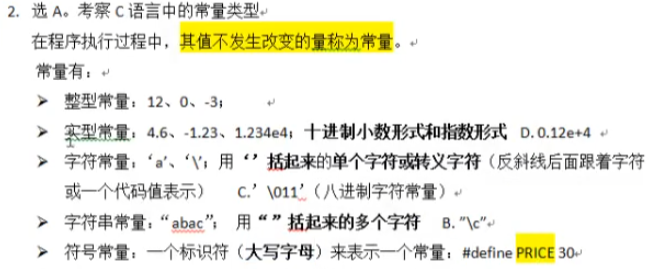 2. 选 A。考察 C 语言中的常量类型
在程序执行过程中，其值不发生改变的量称为常量。
常量有：
➢ 整型常量：12、0、-3；
➢ 实型常量：4.6、-1.23、1.234e4；十进制小数形式和指数形式 D. 0.12e+4
➢ 字符常量：‘a’、‘\’；用 ‘’ 括起来的单个字符或转义字符（反斜线后面跟着字符
或一个代码值表示） C.’ \011’（八进制字符常量）
➢ 字符串常量：“abac”； 用 “ ” 括起来的多个字符 B. ”\c”
➢ 符号常量：一个标识符（大写字母）来表示一个常量：#define PRICE 30